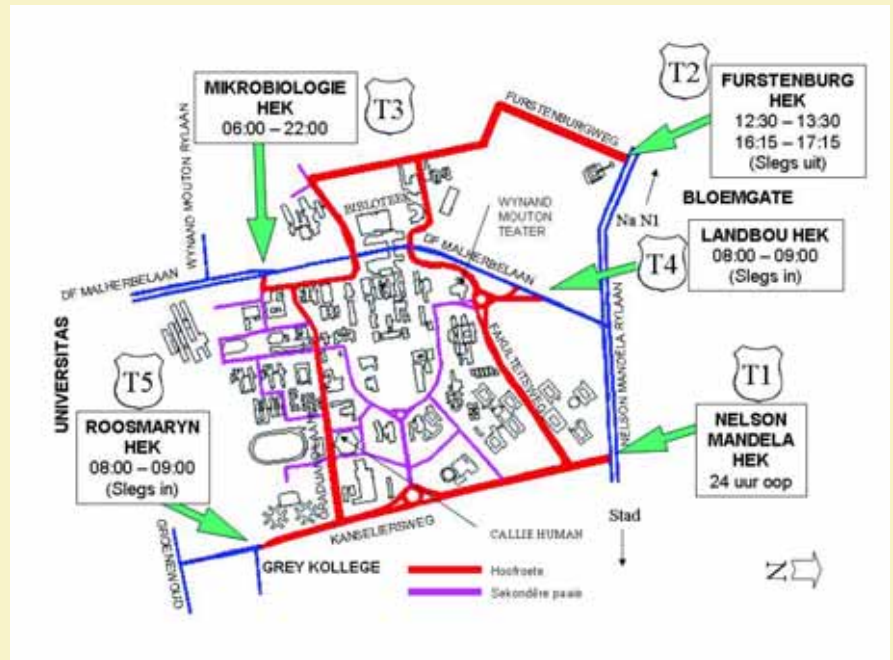 MIKROBIOLOGIE
HEK
06:00 – 22:00
T3
T2
FURSTENBURG
HEK
12:30 – 13:30
16:15 – 17:15
(Slegs uit)
FURSTENBURGWEG
WYNAND MOUTON RYLAAN
BIBLOTEEK
WYNAND
MOUTON
TEATER
Na N1
BLOEMGATE
LANDBOU HEK
08:00 – 09:00
(Slegs in)
T4
DF MALHERBELAAN
DF MALHERBELAAN
UNIVERSITAS
T5
ROOSMARYN
HEK
08:00 – 09:00
(Slegs in)
FAKULTEITSWEG
NELSON MANDELA RYLAAN
T1
NELSON
MANDELA
HEK
24 uur oop
KANSELIERSWEG
Stad
CALLIE HUMAN
GROENEWOUD
GREY KOLLEGE
Hoofroete
Sekondêre paaie
N